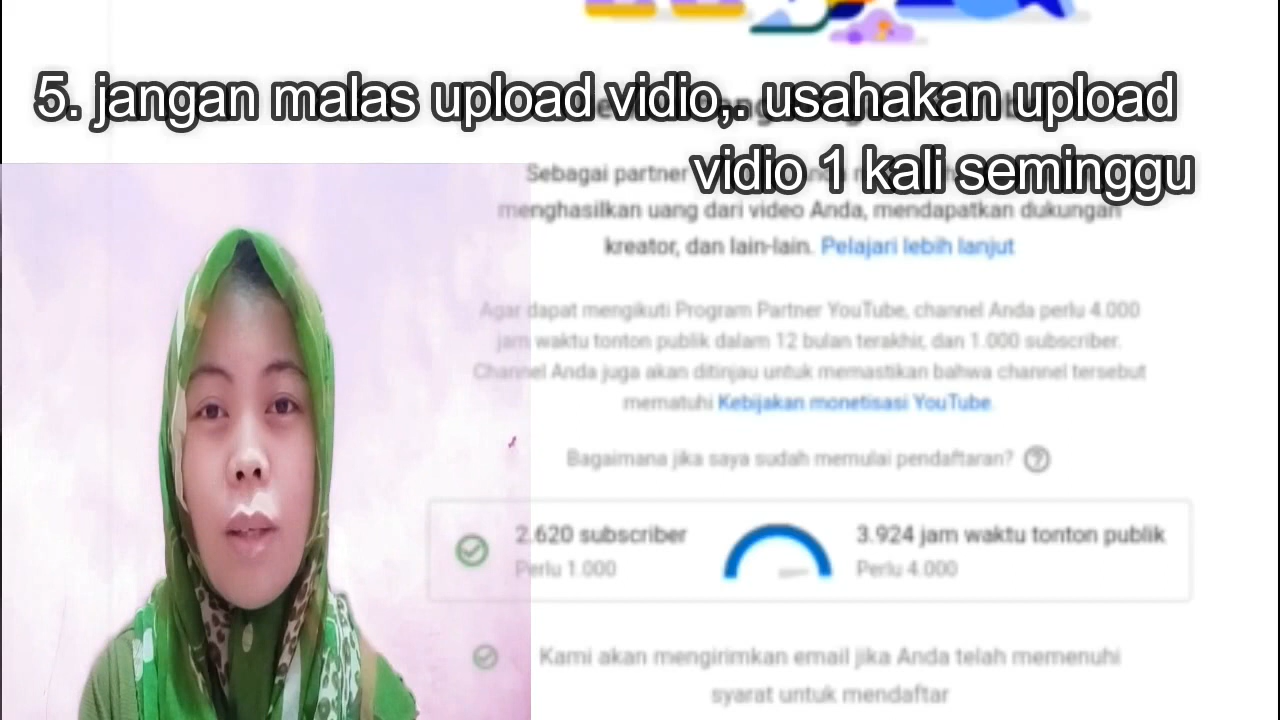 5. jangan malas upload vidio,. usahakan upload
vidio 1 kali seminggu
Sebagai partner
menghasilkan uang dari video Anda, mendapatkan dukungan
kreator, dan lain-lain. Pelajari lebih lanjut
Agar dapat mengikuti Program Partner YouTube, channel Anda perlu 4.000
jam waktu tonton publik dalam 12 bulan terakhir, dan 1.000 subscriber.
Channel Anda juga akan ditinjau untuk memastikan bahwa channel tersebut
mematuhi Kebijakan monetisasi YouTube.
Bagaimana jika saya sudah memulai pendaftaran? ?
2.620 subscriber
Perlu 1.000
3.924 jam waktu tonton publik
Perlu 4.000
Kami akan mengirimkan email jika Anda telah memenuhi
syarat untuk mendaftar